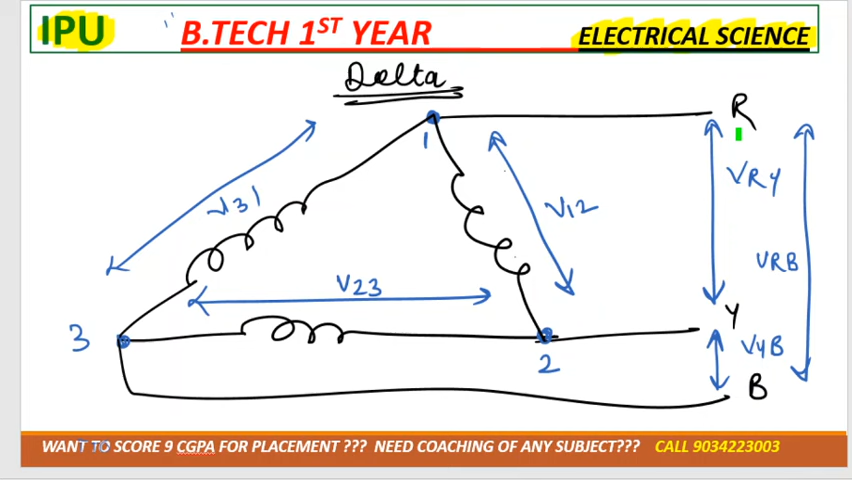 IPU
B.TECH 1ST YEAR
ELECTRICAL SCIENCE
Delta
R
1
V31
V12
VRY
VRB
V23
3
2
Y
VYB
B
WANT TO SCORE 9 CGPA FOR PLACEMENT ??? NEED COACHING OF ANY SUBJECT??? CALL 9034223003